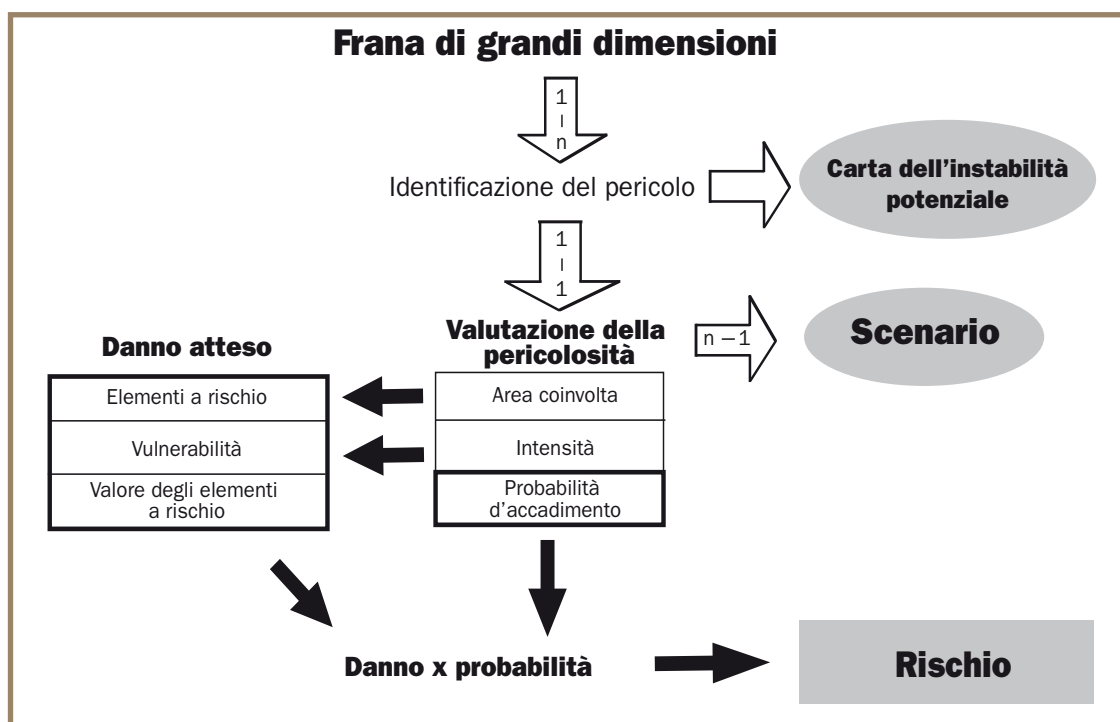 Frana di grandi dimensioni
1
–
n
Identificazione del pericolo
Carta dell’instabilità
potenziale
1
–
1
Valutazione della
pericolosità
n – 1
Scenario
Danno atteso
Elementi a rischio
Vulnerabilità
Valore degli elementi
a rischio
Area coinvolta
Intensità
Probabilità
d’accadimento
Danno x probabilità
Rischio